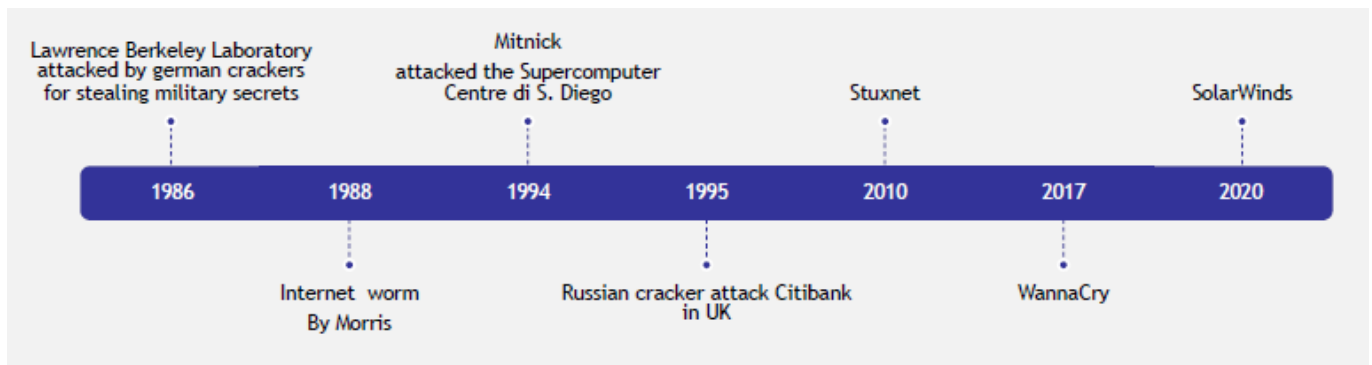 Lawrence Berkeley Laboratory
attacked by german crackers
for stealing military secrets
Mitnick
attacked the Supercomputer
Centre di S. Diego
Stuxnet
SolarWinds
1986
1988
1994
1995
2010
2017
2020
Internet worm
By Morris
Russian cracker attack Citibank
in UK
WannaCry